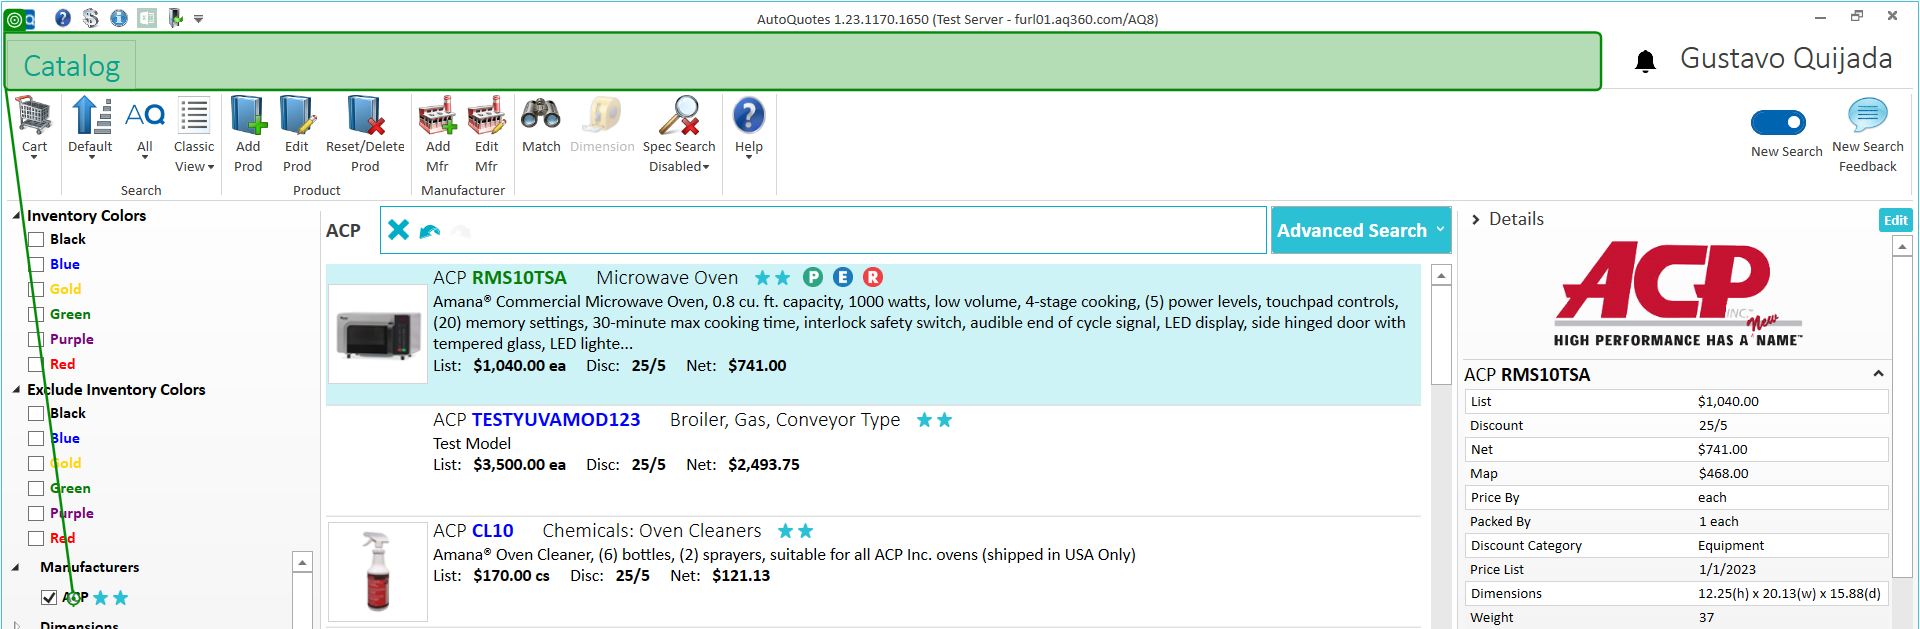 AutoQuotes 1.23.1170.1650 (Test Server - furl01.aq360.com/AQ8)
Catalog
Gustavo Quijada
Cart
Default
AQ
All
Classic View
Search
Add Prod
Edit Prod
Reset/Delete Prod
Product
Add Mfr
Edit Mfr
Manufacturer
Match
Dimension
Spec Search Disabled
Help
New Search
New Search Feedback
Inventory Colors
Black
Blue
Gold
Green
Purple
Red
Exclude Inventory Colors
Black
Blue
Gold
Green
Purple
Red
Manufacturers
ACP
Dimensions
ACP
Advanced Search
ACP RMS10TSA Microwave Oven P E R
Amana® Commercial Microwave Oven, 0.8 cu. ft. capacity, 1000 watts, low volume, 4-stage cooking, (5) power levels, touchpad controls,
(20) memory settings, 30-minute max cooking time, interlock safety switch, audible end of cycle signal, LED display, side hinged door with
tempered glass, LED lighte...
List: $1,040.00 ea Disc: 25/5 Net: $741.00
ACP TESTYUVAMOD123 Broiler, Gas, Conveyor Type
Test Model
List: $3,500.00 ea Disc: 25/5 Net: $2,493.75
ACP CL10 Chemicals: Oven Cleaners
Amana® Oven Cleaner, (6) bottles, (2) sprayers, suitable for all ACP Inc. ovens (shipped in USA Only)
List: $170.00 cs Disc: 25/5 Net: $121.13
Details
Edit
ACP INC.™
New
HIGH PERFORMANCE HAS A NAME™
ACP RMS10TSA
List $1,040.00
Discount 25/5
Net $741.00
Map $468.00
Price By each
Packed By 1 each
Discount Category Equipment
Price List 1/1/2023
Dimensions 12.25(h) x 20.13(w) x 15.88(d)
Weight 37